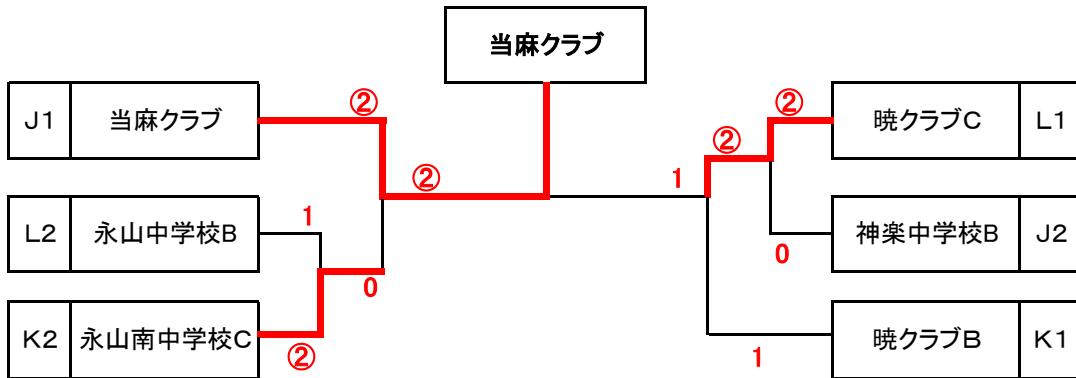 当麻クラブ
J1 当麻クラブ ② ② 暁クラブC L1
②
② 1
L2 永山中学校B 1 神楽中学校B J2
0
0
K2 永山南中学校C ② 1 暁クラブB K1